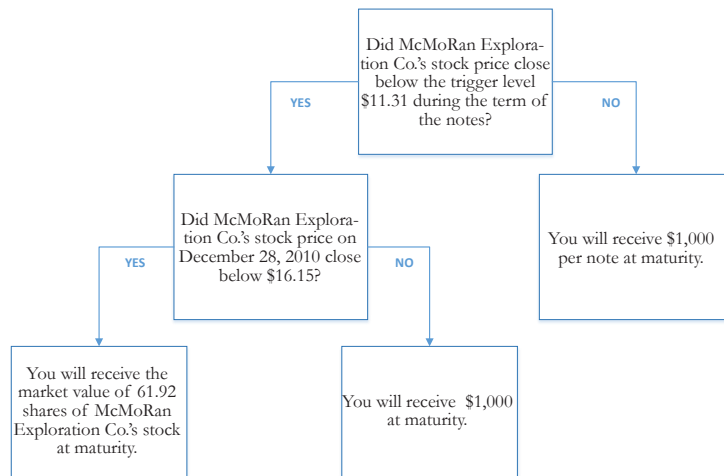 Did McMoRan Explora-
tion Co.'s stock price close
below the trigger level
$11.31 during the term of
the notes?
YES
NO
Did McMoRan Explora-
tion Co.'s stock price on
December 28, 2010 close
below $16.15?
You will receive $1,000
per note at maturity.
YES
NO
You will receive the
market value of 61.92
shares of McMoRan
Exploration Co.'s stock
at maturity.
You will receive  $1,000
at maturity.